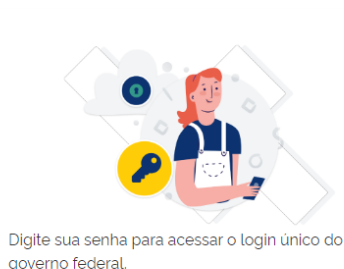 Digite sua senha para acessar o login único do
governo federal.